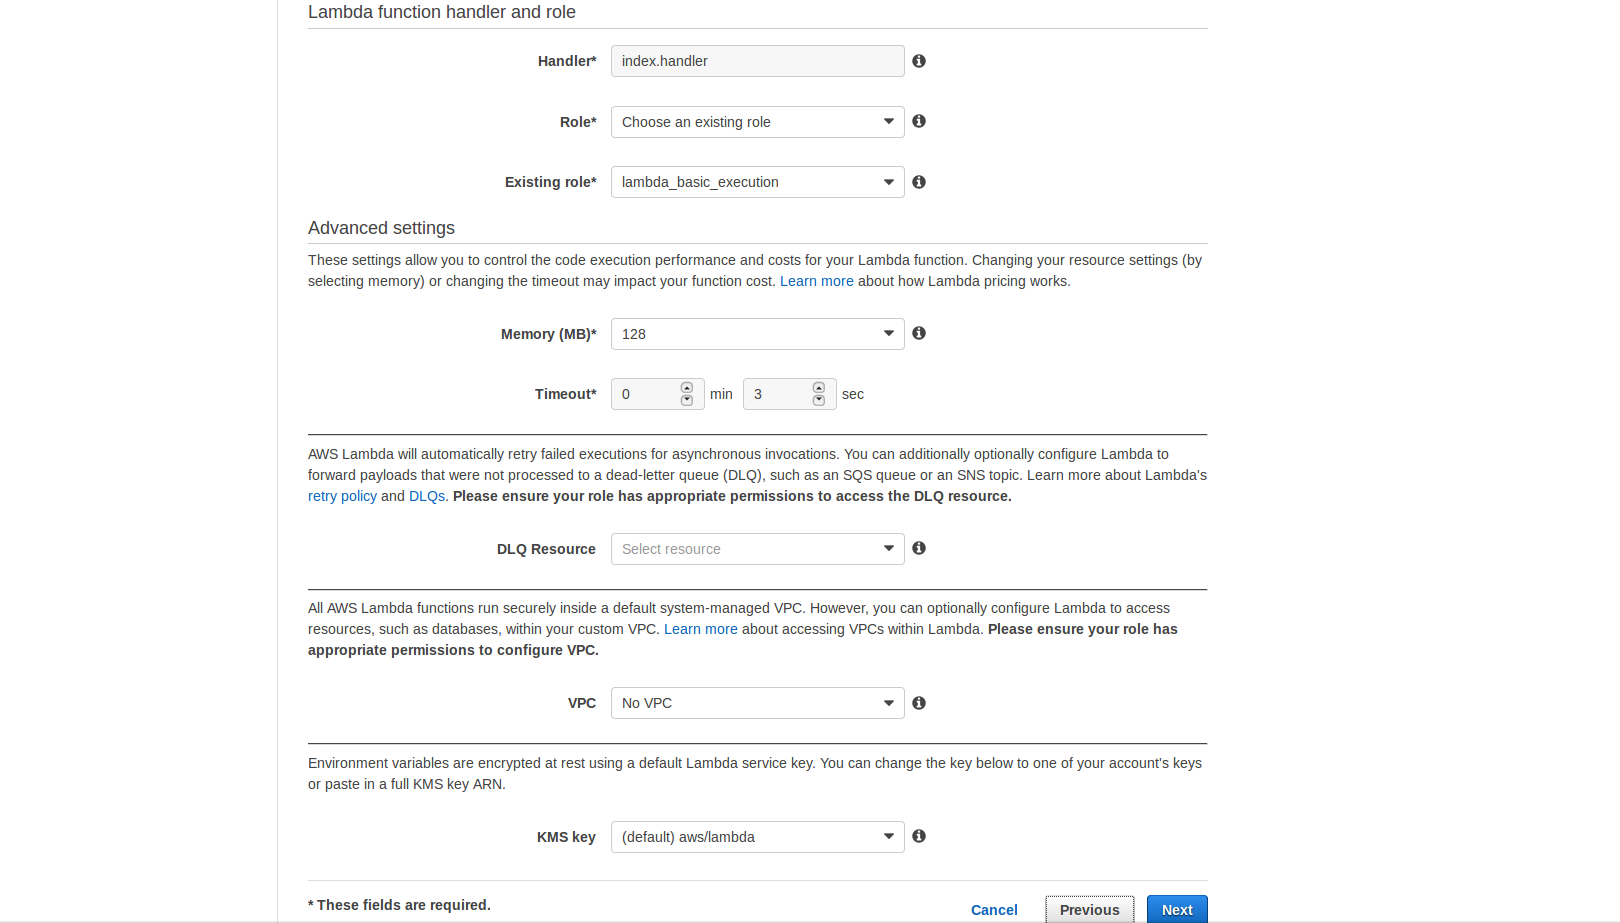 Lambda function handler and role
Handler* index.handler
Role* Choose an existing role
Existing role* lambda_basic_execution
Advanced settings
These settings allow you to control the code execution performance and costs for your Lambda function. Changing your resource settings (by
selecting memory) or changing the timeout may impact your function cost. Learn more about how Lambda pricing works.
Memory (MB)* 128
Timeout* 0 min 3 sec
AWS Lambda will automatically retry failed executions for asynchronous invocations. You can additionally optionally configure Lambda to
forward payloads that were not processed to a dead-letter queue (DLQ), such as an SQS queue or an SNS topic. Learn more about Lambda's
retry policy and DLQs. Please ensure your role has appropriate permissions to access the DLQ resource.
DLQ Resource Select resource
All AWS Lambda functions run securely inside a default system-managed VPC. However, you can optionally configure Lambda to access
resources, such as databases, within your custom VPC. Learn more about accessing VPCs within Lambda. Please ensure your role has
appropriate permissions to configure VPC.
VPC No VPC
Environment variables are encrypted at rest using a default Lambda service key. You can change the key below to one of your account's keys
or paste in a full KMS key ARN.
KMS key (default) aws/lambda
* These fields are required.
Cancel Previous Next